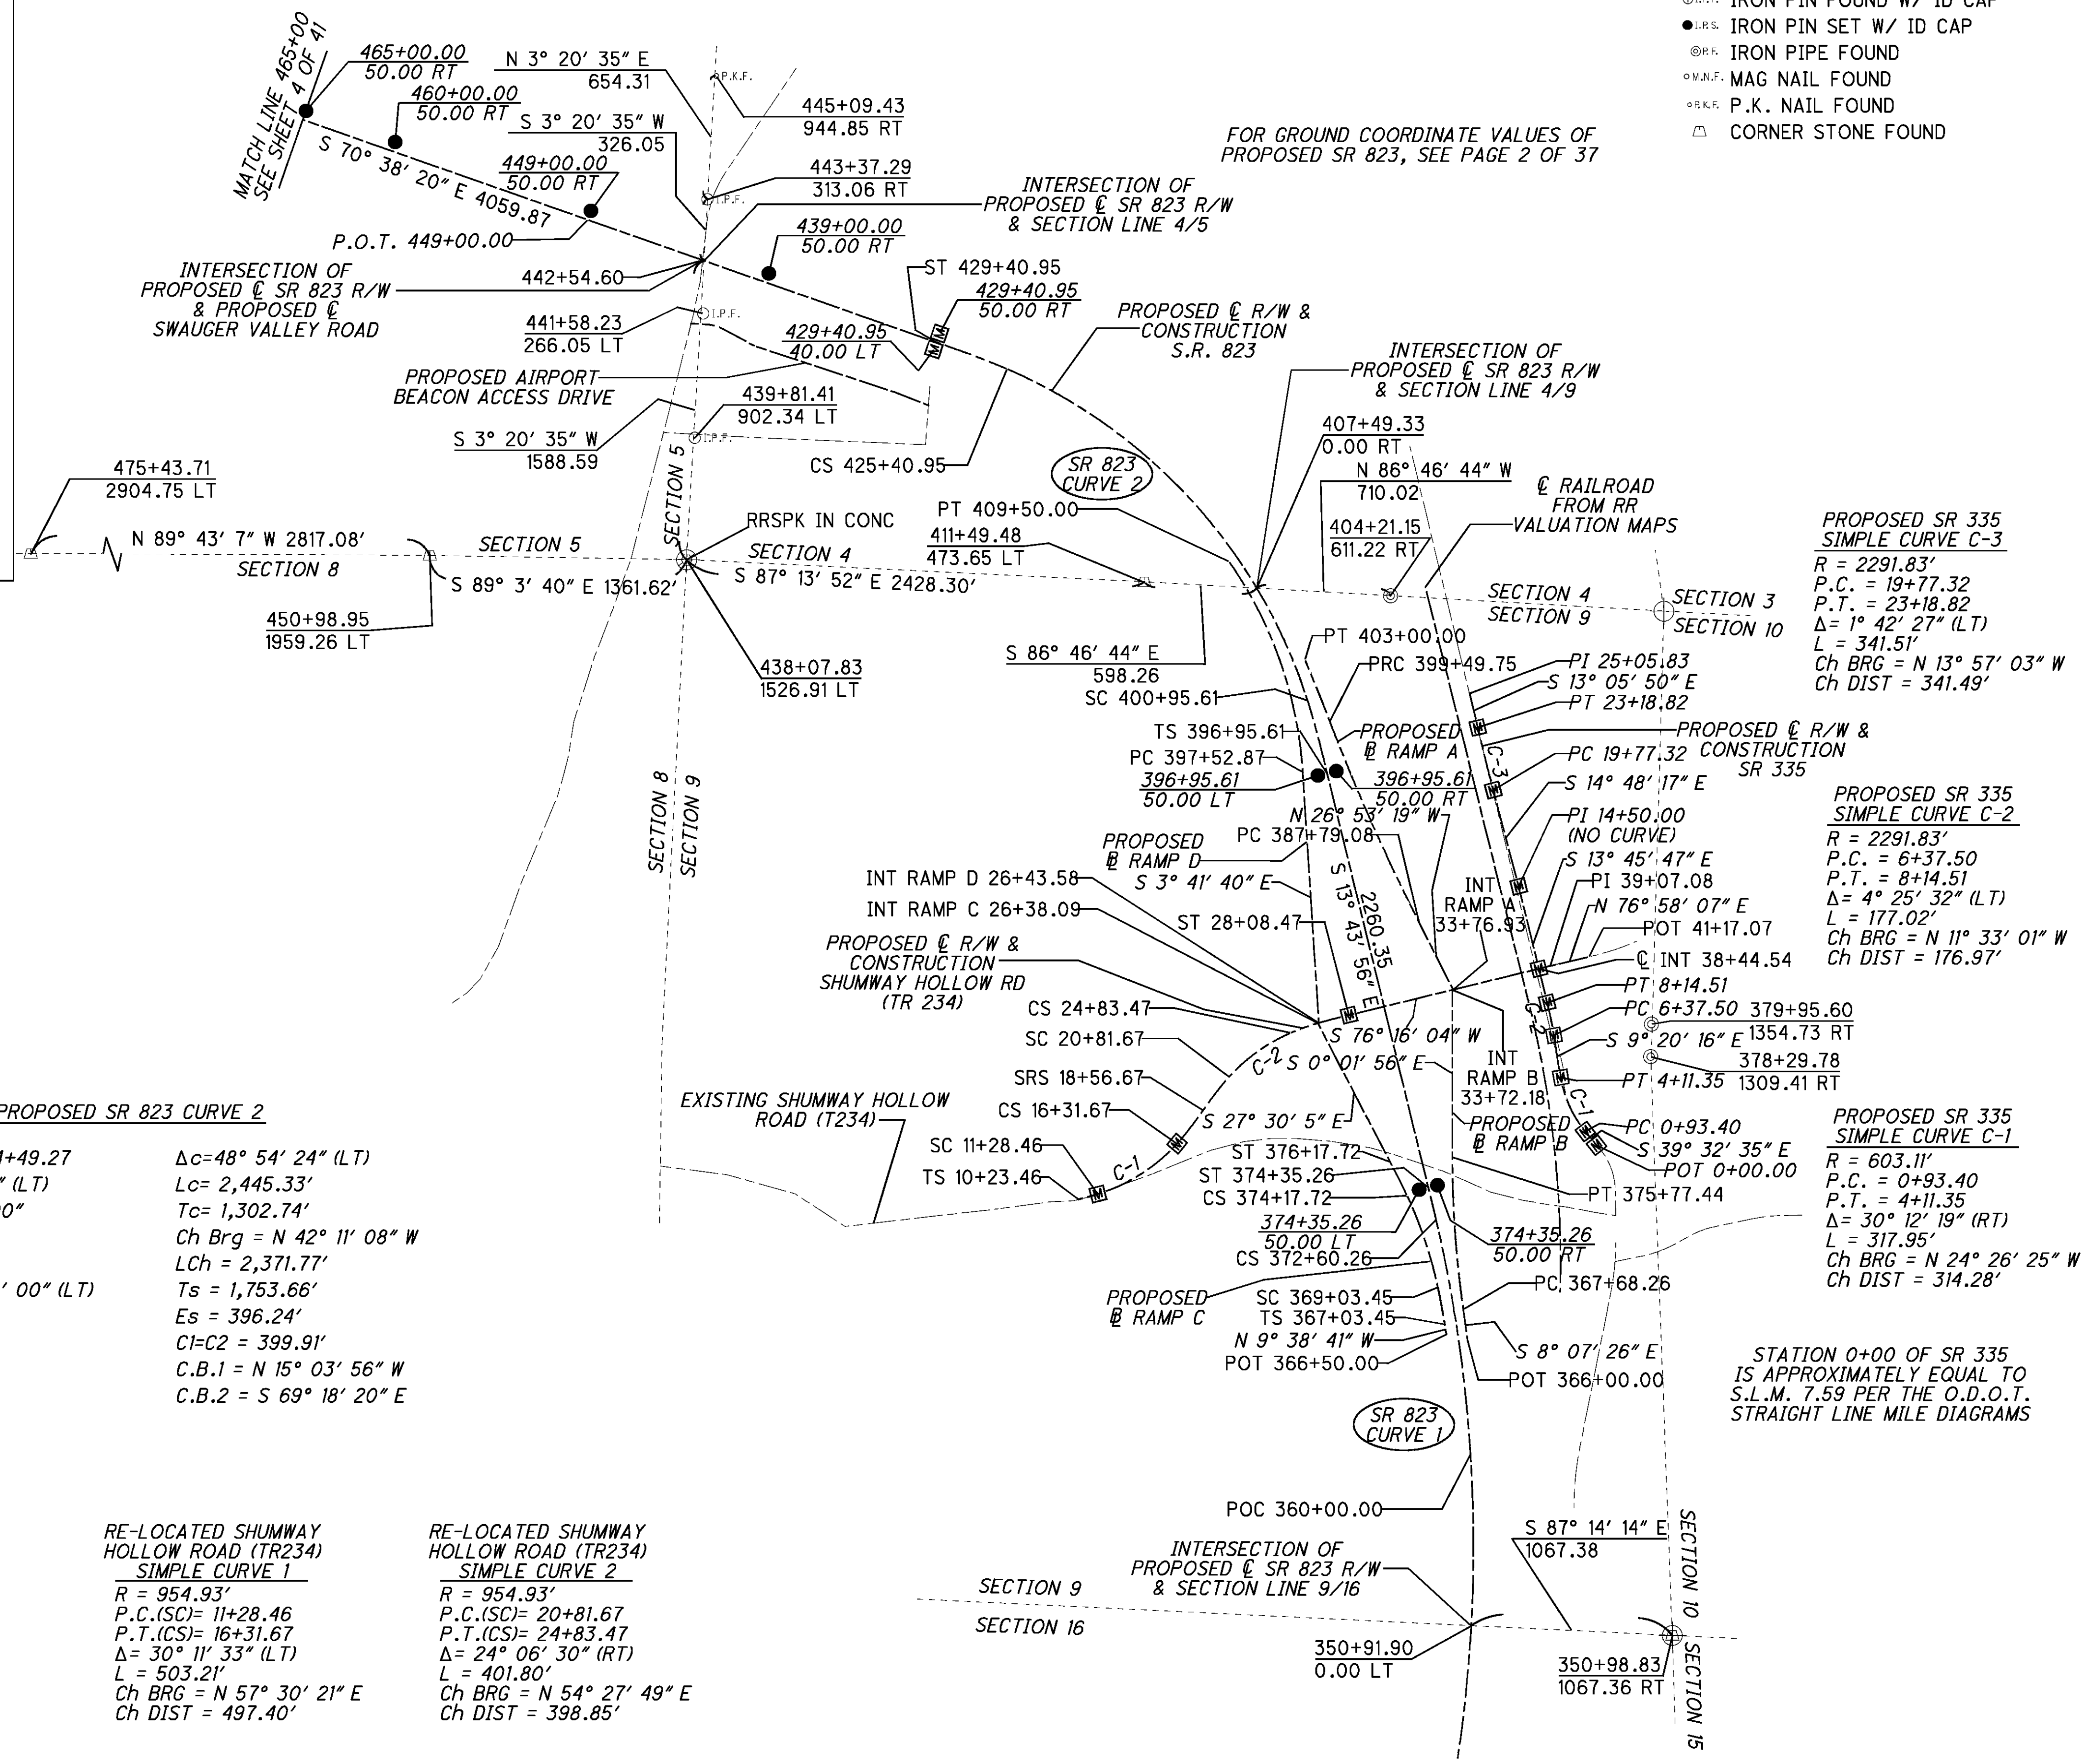 IRON PIN FOUND W/ ID CAP
I.P.S. IRON PIN SET W/ ID CAP
P.F. IRON PIPE FOUND
M.N.F. MAG NAIL FOUND
P.K.F. P.K. NAIL FOUND
CORNER STONE FOUND
MATCH LINE 465+00
SEE SHEET 4 OF 41
465+00.00
50.00 RT
460+00.00
50.00 RT
S 70° 38' 20" E 4059.87
N 3° 20' 35" E
654.31
S 3° 20' 35" W
326.05
449+00.00
50.00 RT
P.O.T. 449+00.00
P.K.F.
445+09.43
944.85 RT
443+37.29
313.06 RT
I.P.F.
INTERSECTION OF
PROPOSED ℄ SR 823 R/W
& SECTION LINE 4/5
FOR GROUND COORDINATE VALUES OF
PROPOSED SR 823, SEE PAGE 2 OF 37
439+00.00
50.00 RT
INTERSECTION OF
PROPOSED ℄ SR 823 R/W
& PROPOSED ℄
SWAUGER VALLEY ROAD
442+54.60
441+58.23
266.05 LT
I.P.F.
ST 429+40.95
429+40.95
50.00 RT
429+40.95
40.00 LT
PROPOSED ℄ R/W &
CONSTRUCTION
S.R. 823
PROPOSED AIRPORT
BEACON ACCESS DRIVE
439+81.41
902.34 LT
I.P.F.
S 3° 20' 35" W
1588.59
CS 425+40.95
SR 823
CURVE 2
INTERSECTION OF
PROPOSED ℄ SR 823 R/W
& SECTION LINE 4/9
407+49.33
0.00 RT
N 86° 46' 44" W
710.02
℄ RAILROAD
FROM RR
VALUATION MAPS
404+21.15
611.22 RT
PT 409+50.00
411+49.48
473.65 LT
475+43.71
2904.75 LT
N 89° 43' 7" W 2817.08'
SECTION 5
SECTION 8
SECTION 5
RRSPK IN CONC
SECTION 4
S 89° 3' 40" E 1361.62'
S 87° 13' 52" E 2428.30'
450+98.95
1959.26 LT
438+07.83
1526.91 LT
S 86° 46' 44" E
598.26
SECTION 4
SECTION 9
SECTION 3
SECTION 10
PROPOSED SR 335
SIMPLE CURVE C-3
R = 2291.83'
P.C. = 19+77.32
P.T. = 23+18.82
Δ= 1° 42' 27" (LT)
L = 341.51'
Ch BRG = N 13° 57' 03" W
Ch DIST = 341.49'
PT 403+00.00
PRC 399+49.75
SC 400+95.61
TS 396+95.61
PC 397+52.87
396+95.61
50.00 LT
PROPOSED
℄ RAMP A
396+95.61
50.00 RT
N 26° 53' 19" W
PC 387+79.08
PI 25+05.83
S 13° 05' 50" E
PT 23+18.82
PROPOSED ℄ R/W &
CONSTRUCTION
SR 335
C-3
PC 19+77.32
S 14° 48' 17" E
PI 14+50.00
(NO CURVE)
S 13° 45' 47" E
PI 39+07.08
N 76° 58' 07" E
POT 41+17.07
℄ INT 38+44.54
PT 8+14.51
PC 6+37.50
379+95.60
1354.73 RT
S 9° 20' 16" E
378+29.78
1309.41 RT
PT 4+11.35
PROPOSED SR 335
SIMPLE CURVE C-2
R = 2291.83'
P.C. = 6+37.50
P.T. = 8+14.51
Δ= 4° 25' 32" (LT)
L = 177.02'
Ch BRG = N 11° 33' 01" W
Ch DIST = 176.97'
SECTION 8
SECTION 9
PROPOSED
℄ RAMP D
S 3° 41' 40" E
INT RAMP D 26+43.58
INT RAMP C 26+38.09
ST 28+08.47
S 13° 43' 56" E
2260.35
INT
RAMP A
33+76.93
PROPOSED ℄ R/W &
CONSTRUCTION
SHUMWAY HOLLOW RD
(TR 234)
CS 24+83.47
SC 20+81.67
SRS 18+56.67
CS 16+31.67
SC 11+28.46
TS 10+23.46
C-1
C-2
S 76° 16' 04" W
S 0° 01' 56" E
INT
RAMP B
33+72.18
C-2
C-1
S 27° 30' 5" E
PROPOSED
℄ RAMP B
EXISTING SHUMWAY HOLLOW
ROAD (T234)
ST 376+17.72
ST 374+35.26
CS 374+17.72
374+35.26
50.00 LT
374+35.26
50.00 RT
CS 372+60.26
PROPOSED
℄ RAMP C
SC 369+03.45
TS 367+03.45
N 9° 38' 41" W
POT 366+50.00
PC 0+93.40
S 39° 32' 35" E
POT 0+00.00
PT 375+77.44
PC 367+68.26
S 8° 07' 26" E
POT 366+00.00
PROPOSED SR 335
SIMPLE CURVE C-1
R = 603.11'
P.C. = 0+93.40
P.T. = 4+11.35
Δ= 30° 12' 19" (RT)
L = 317.95'
Ch BRG = N 24° 26' 25" W
Ch DIST = 314.28'
STATION 0+00 OF SR 335
IS APPROXIMATELY EQUAL TO
S.L.M. 7.59 PER THE O.D.O.T.
STRAIGHT LINE MILE DIAGRAMS
PROPOSED SR 823 CURVE 2
+49.27
" (LT)
0"
' 00" (LT)
Δc=48° 54' 24" (LT)
Lc= 2,445.33'
Tc= 1,302.74'
Ch Brg = N 42° 11' 08" W
LCh = 2,371.77'
Ts = 1,753.66'
Es = 396.24'
C1=C2 = 399.91'
C.B.1 = N 15° 03' 56" W
C.B.2 = S 69° 18' 20" E
SR 823
CURVE 1
POC 360+00.00
INTERSECTION OF
PROPOSED ℄ SR 823 R/W
& SECTION LINE 9/16
SECTION 9
SECTION 16
S 87° 14' 14" E
1067.38
350+91.90
0.00 LT
350+98.83
1067.36 RT
SECTION 10
SECTION 15
RE-LOCATED SHUMWAY
HOLLOW ROAD (TR234)
SIMPLE CURVE 1
R = 954.93'
P.C.(SC)= 11+28.46
P.T.(CS)= 16+31.67
Δ= 30° 11' 33" (LT)
L = 503.21'
Ch BRG = N 57° 30' 21" E
Ch DIST = 497.40'
RE-LOCATED SHUMWAY
HOLLOW ROAD (TR234)
SIMPLE CURVE 2
R = 954.93'
P.C.(SC)= 20+81.67
P.T.(CS)= 24+83.47
Δ= 24° 06' 30" (RT)
L = 401.80'
Ch BRG = N 54° 27' 49" E
Ch DIST = 398.85'